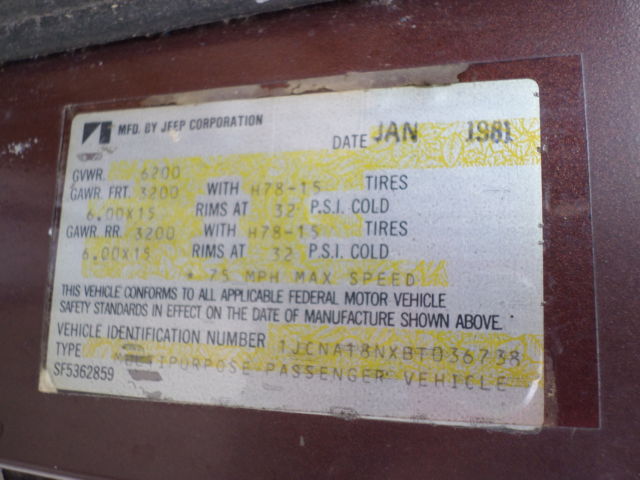 MFD. BY JEEP CORPORATION
DATE JAN 1981
GVWR. 6200
GAWR. FRT. 3200 WITH H78-15 TIRES
6.00X15 RIMS AT 32 P.S.I. COLD
GAWR. RR. 3200 WITH H78-15 TIRES
6.00X15 RIMS AT 32 P.S.I. COLD
* 75 MPH MAX SPEED
THIS VEHICLE CONFORMS TO ALL APPLICABLE FEDERAL MOTOR VEHICLE
SAFETY STANDARDS IN EFFECT ON THE DATE OF MANUFACTURE SHOWN ABOVE.
VEHICLE IDENTIFICATION NUMBER 1JCNA18NXBT036738
TYPE MULTIPURPOSE PASSENGER VEHICLE
SF5362859